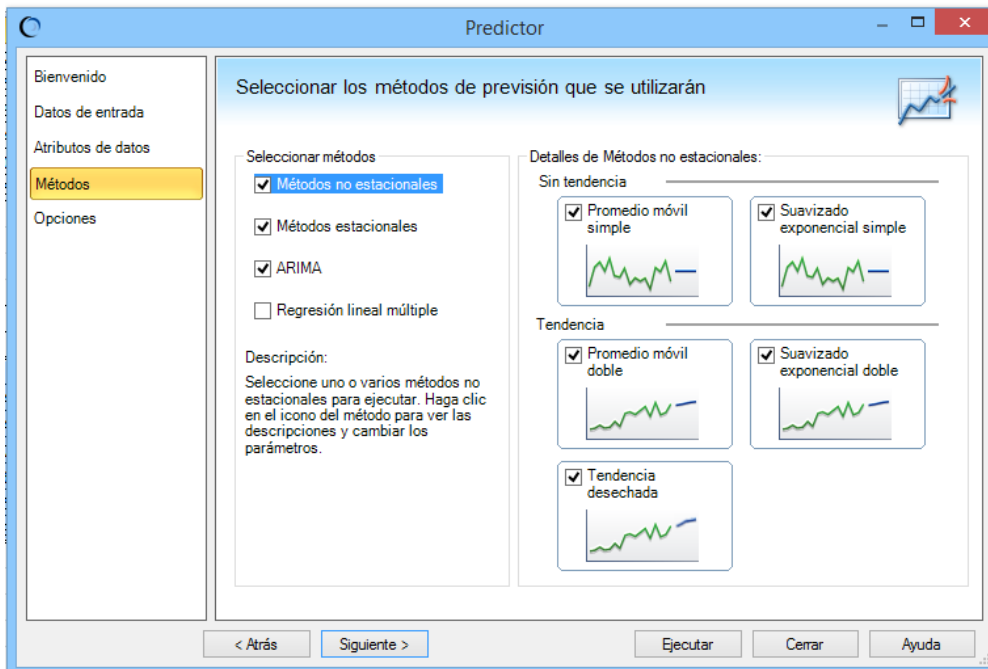 Predictor
Bienvenido
Datos de entrada
Atributos de datos
Métodos
Opciones
Seleccionar los métodos de previsión que se utilizarán
Seleccionar métodos
Métodos no estacionales
Métodos estacionales
ARIMA
Regresión lineal múltiple
Descripción:
Seleccione uno o varios métodos no
estacionales para ejecutar. Haga clic
en el icono del método para ver las
descripciones y cambiar los
parámetros.
Detalles de Métodos no estacionales:
Sin tendencia
Promedio móvil
simple
Suavizado
exponencial simple
Tendencia
Promedio móvil
doble
Suavizado
exponencial doble
Tendencia
desechada
< Atrás
Siguiente >
Ejecutar
Cerrar
Ayuda